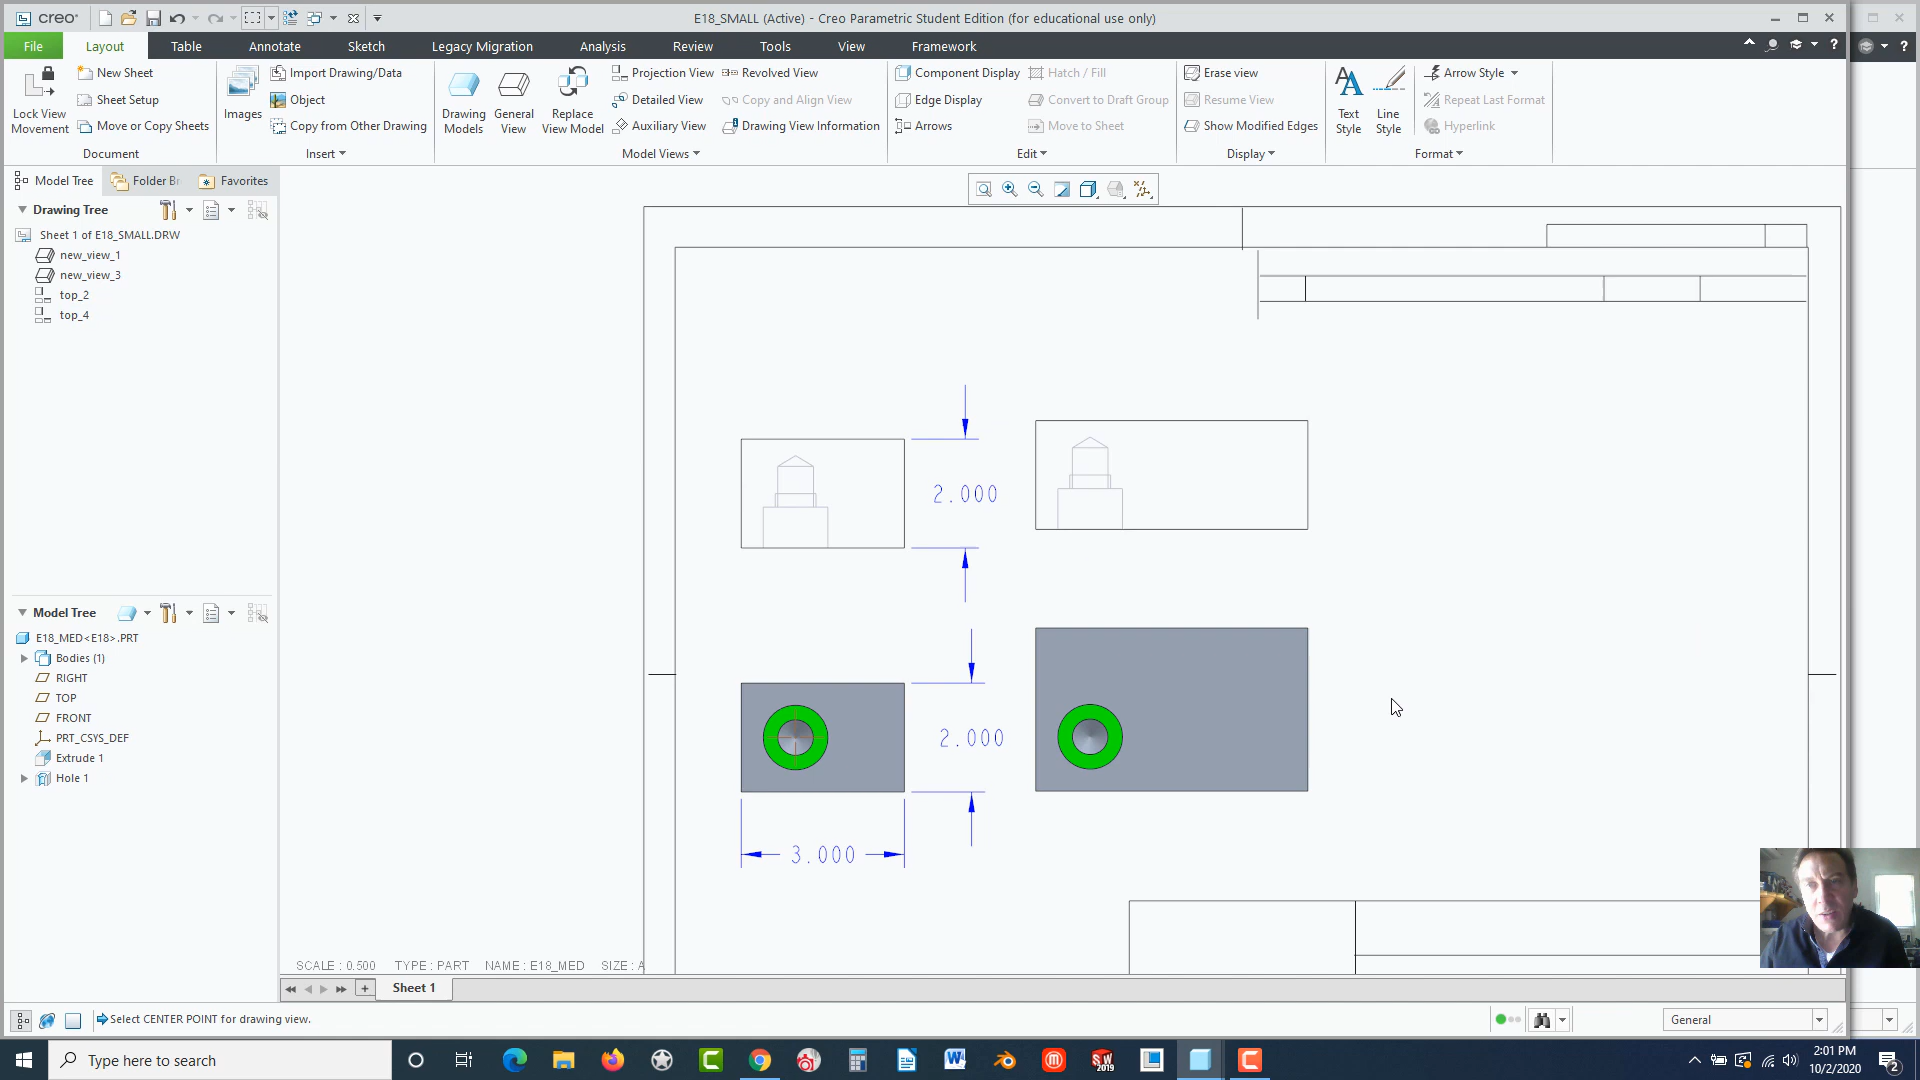 creo
E18_SMALL (Active) - Creo Parametric Student Edition (for educational use only)
File
Layout
Table
Annotate
Sketch
Legacy Migration
Analysis
Review
Tools
View
Framework
Lock View Movement
New Sheet
Sheet Setup
Move or Copy Sheets
Document
Images
Import Drawing/Data
Object
Copy from Other Drawing
Insert
Drawing Models
General View
Replace View Model
Projection View
Detailed View
Auxiliary View
Revolved View
Copy and Align View
Drawing View Information
Model Views
Component Display
Edge Display
Arrows
Hatch / Fill
Convert to Draft Group
Move to Sheet
Edit
Erase view
Resume View
Show Modified Edges
Display
Text Style
Line Style
Arrow Style
Repeat Last Format
Hyperlink
Format
Model Tree
Folder Br
Favorites
Drawing Tree
Sheet 1 of E18_SMALL.DRW
new_view_1
new_view_3
top_2
top_4
Model Tree
E18_MED<E18>.PRT
Bodies (1)
RIGHT
TOP
FRONT
PRT_CSYS_DEF
Extrude 1
Hole 1
2.000
2.000
3.000
SCALE : 0.500 TYPE : PART NAME : E18_MED SIZE : A
Sheet 1
Select CENTER POINT for drawing view.
General
Type here to search
SW
2019
2:01 PM
10/2/2020
2